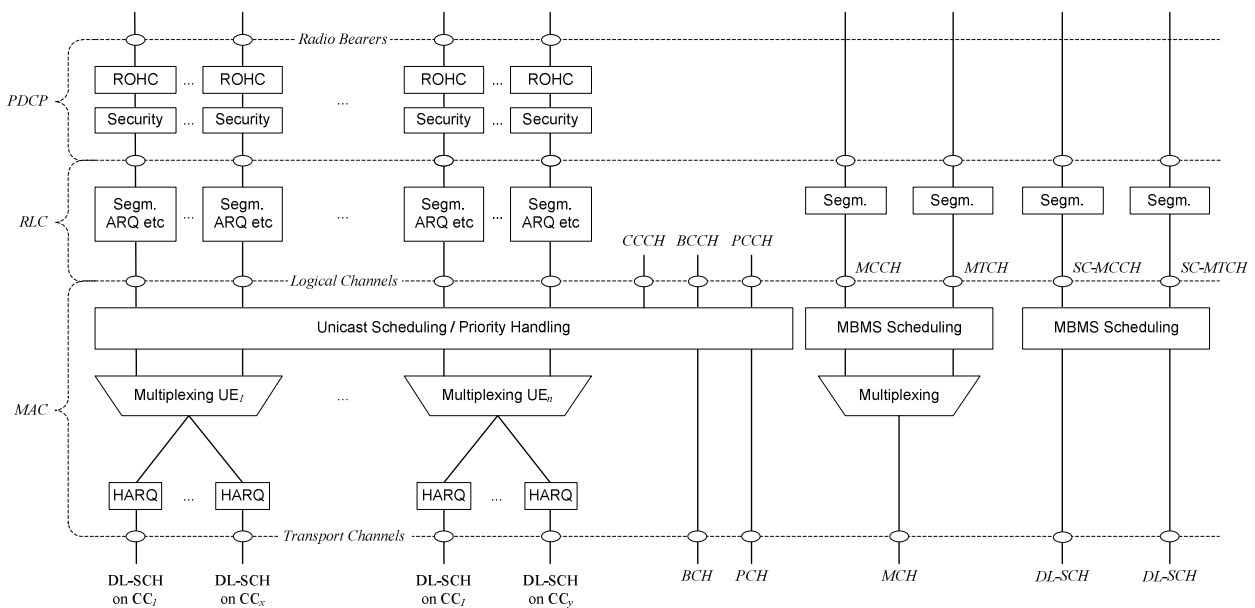 Radio Bearers
ROHC ... ROHC ROHC ... ROHC
PDCP ...
Security ... Security Security ... Security
Segm. ARQ etc ... Segm. ARQ etc ... Segm. ARQ etc ... Segm. ARQ etc Segm. Segm. Segm. Segm.
RLC
CCCH BCCH PCCH
MCCH MTCH SC-MCCH SC-MTCH
Logical Channels
Unicast Scheduling / Priority Handling MBMS Scheduling MBMS Scheduling
Multiplexing UE1 ... Multiplexing UEn Multiplexing
MAC
HARQ ... HARQ HARQ ... HARQ
Transport Channels
DL-SCH on CC1 DL-SCH on CCx DL-SCH on CC1 DL-SCH on CCy BCH PCH MCH DL-SCH DL-SCH